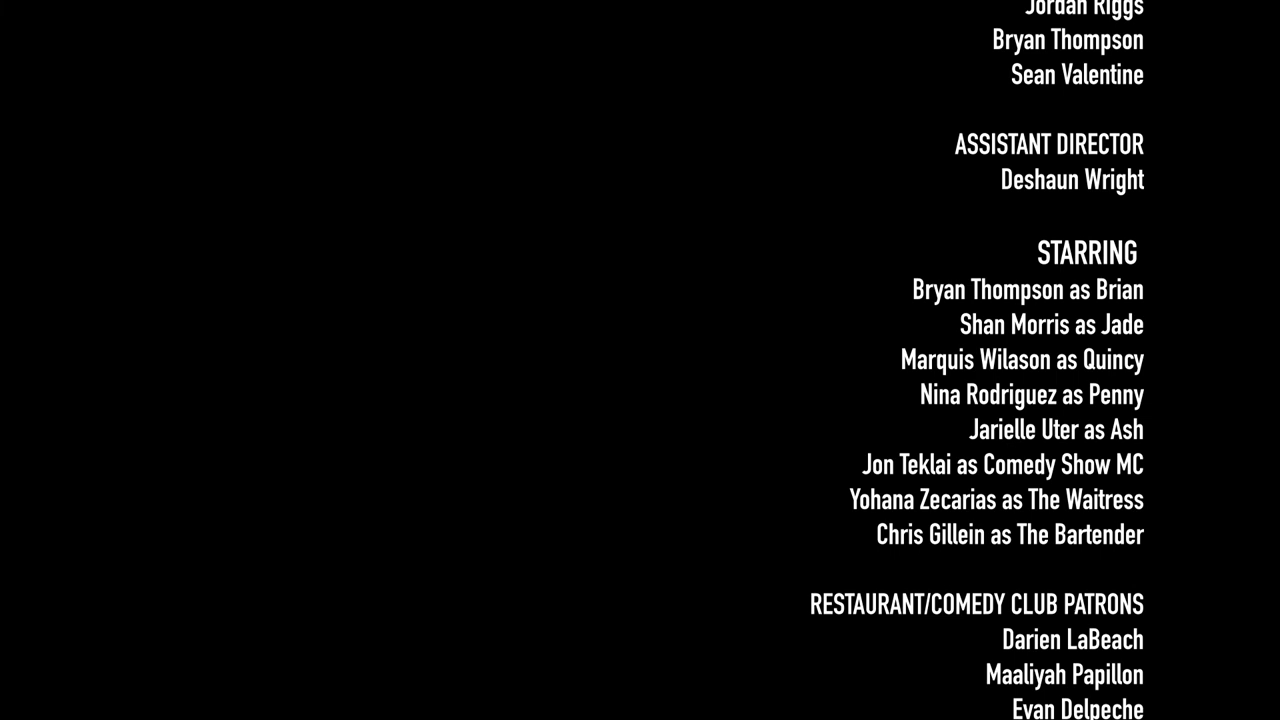 Jordan Riggs
Bryan Thompson
Sean Valentine
ASSISTANT DIRECTOR
Deshaun Wright
STARRING
Bryan Thompson as Brian
Shan Morris as Jade
Marquis Wilason as Quincy
Nina Rodriguez as Penny
Jarielle Uter as Ash
Jon Teklai as Comedy Show MC
Yohana Zecarias as The Waitress
Chris Gillein as The Bartender
RESTAURANT/COMEDY CLUB PATRONS
Darien LaBeach
Maaliyah Papillon
Evan Delpeche